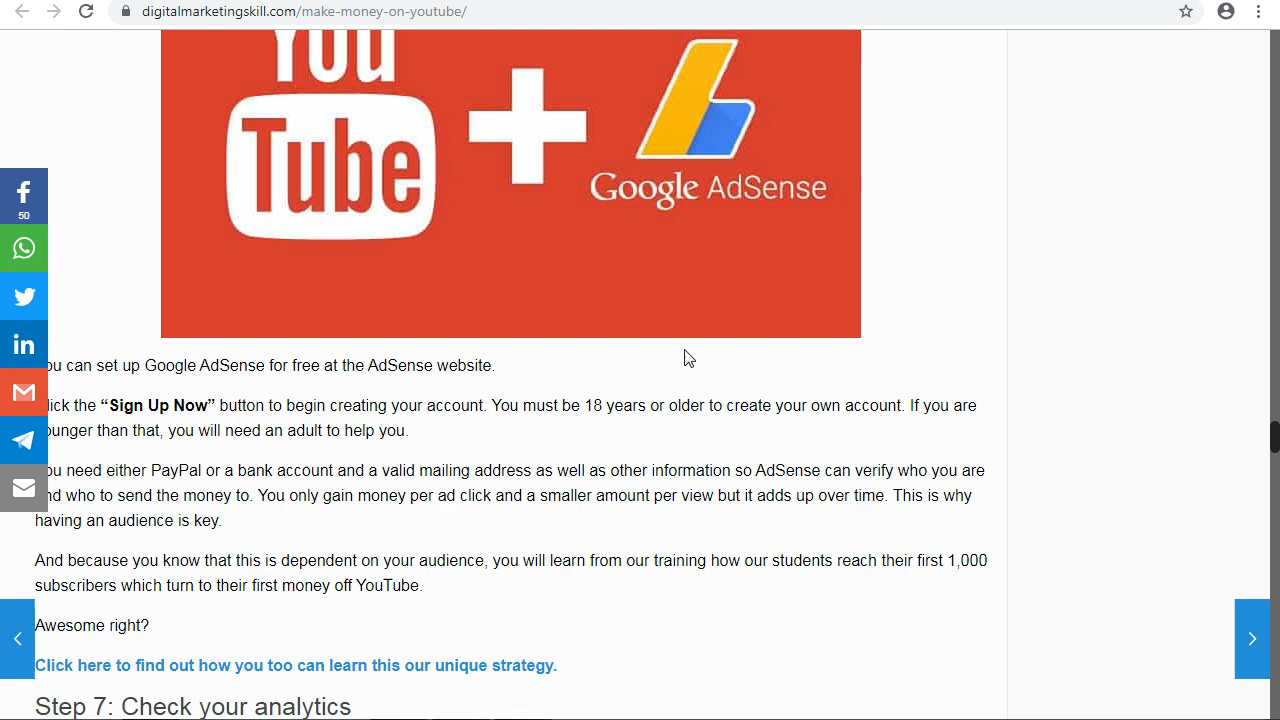 digitalmarketingskill.com/make-money-on-youtube/
You
Tube
Google AdSense
50
ou can set up Google AdSense for free at the AdSense website.
lick the “Sign Up Now” button to begin creating your account. You must be 18 years or older to create your own account. If you are
ounger than that, you will need an adult to help you.
ou need either PayPal or a bank account and a valid mailing address as well as other information so AdSense can verify who you are
nd who to send the money to. You only gain money per ad click and a smaller amount per view but it adds up over time. This is why
having an audience is key.
And because you know that this is dependent on your audience, you will learn from our training how our students reach their first 1,000
subscribers which turn to their first money off YouTube.
Awesome right?
Click here to find out how you too can learn this our unique strategy.
Step 7: Check your analytics